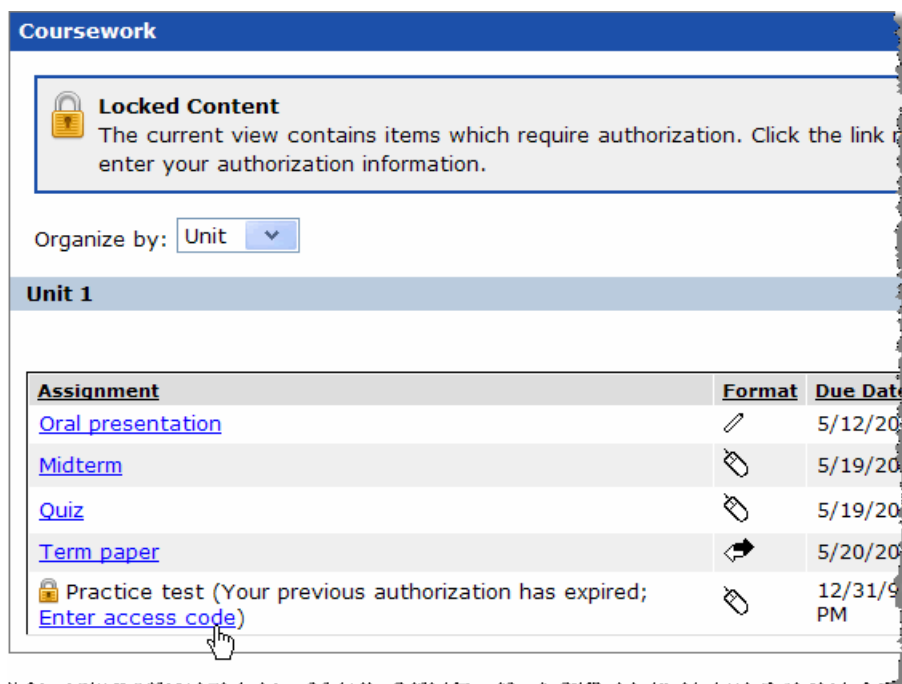 Coursework
Locked Content
The current view contains items which require authorization. Click the link
enter your authorization information.
Organize by: Unit
Unit 1
Assignment Format Due
Oral presentation 5/12/20
Midterm 5/19/20
Quiz 5/19/20
Term paper 5/20/20
Practice test (Your previous authorization has expired; 12/31/9
Enter access code) PM